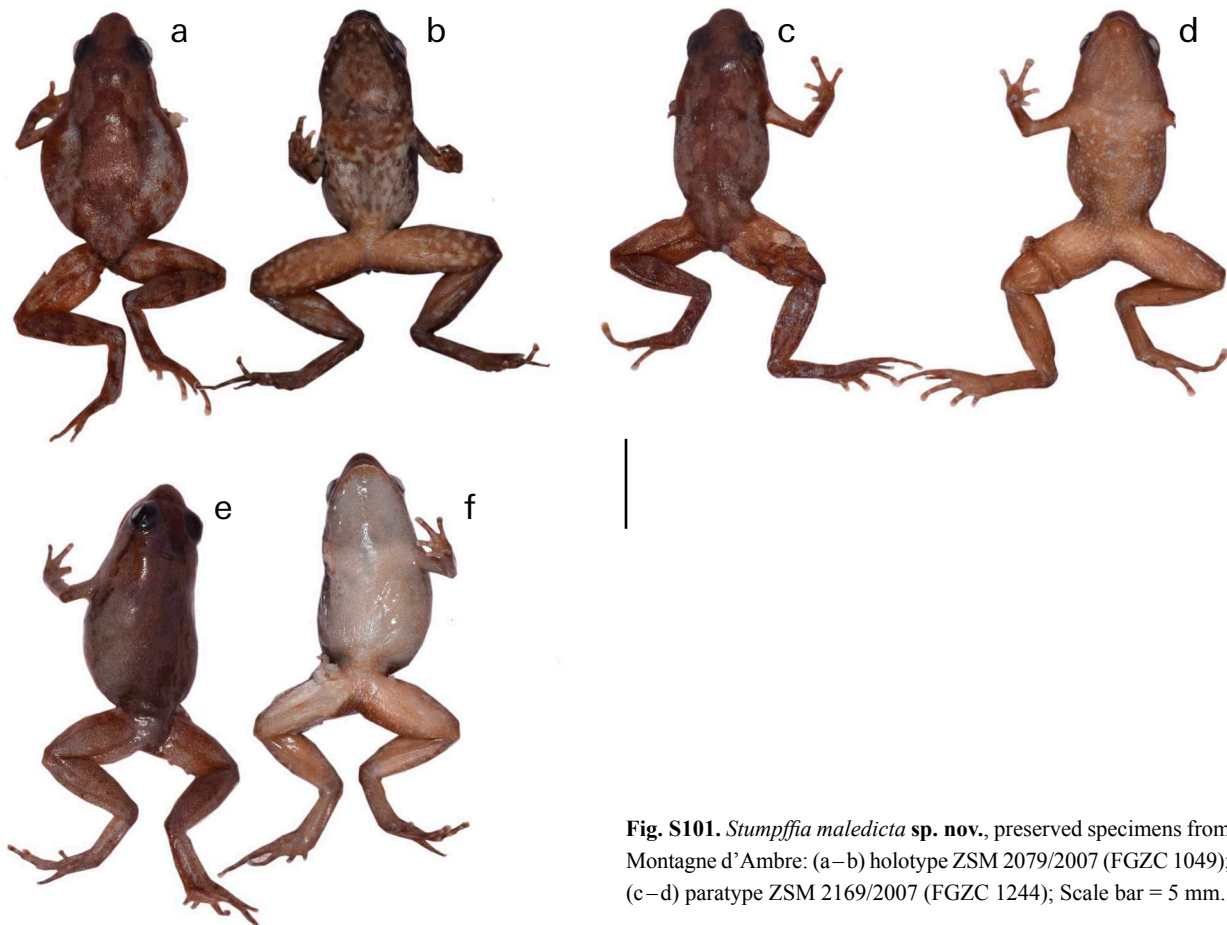 a
b
c
d
e
f
Fig. S101. Stumpffia maledicta sp. nov., preserved specimens from
Montagne d’Ambre: (a–b) holotype ZSM 2079/2007 (FGZC 1049);
(c–d) paratype ZSM 2169/2007 (FGZC 1244); Scale bar = 5 mm.